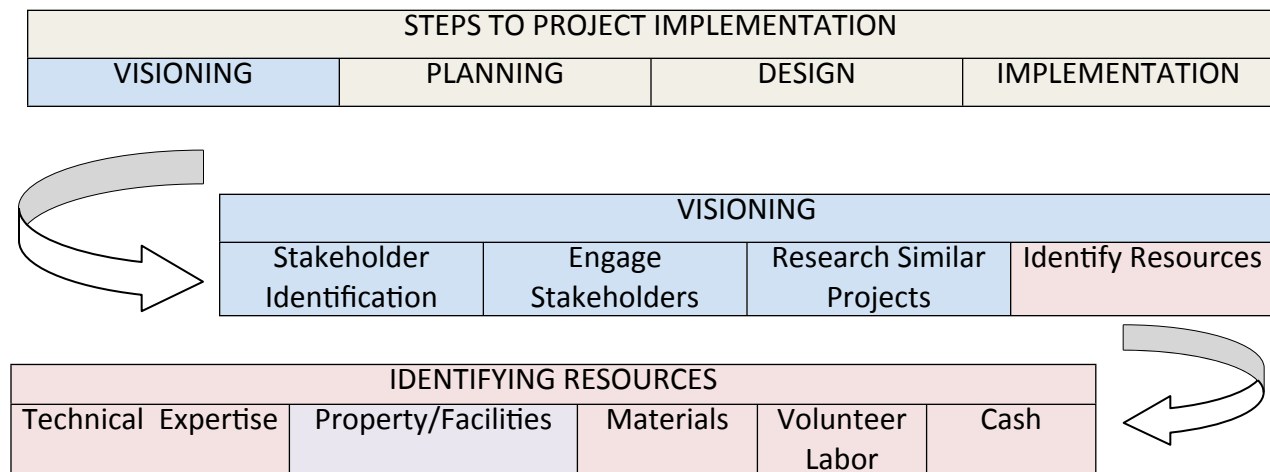 STEPS TO PROJECT IMPLEMENTATION
VISIONING PLANNING DESIGN IMPLEMENTATION
VISIONING
Stakeholder Identification Engage Stakeholders Research Similar Projects Identify Resources
IDENTIFYING RESOURCES
Technical Expertise Property/Facilities Materials Volunteer Labor Cash